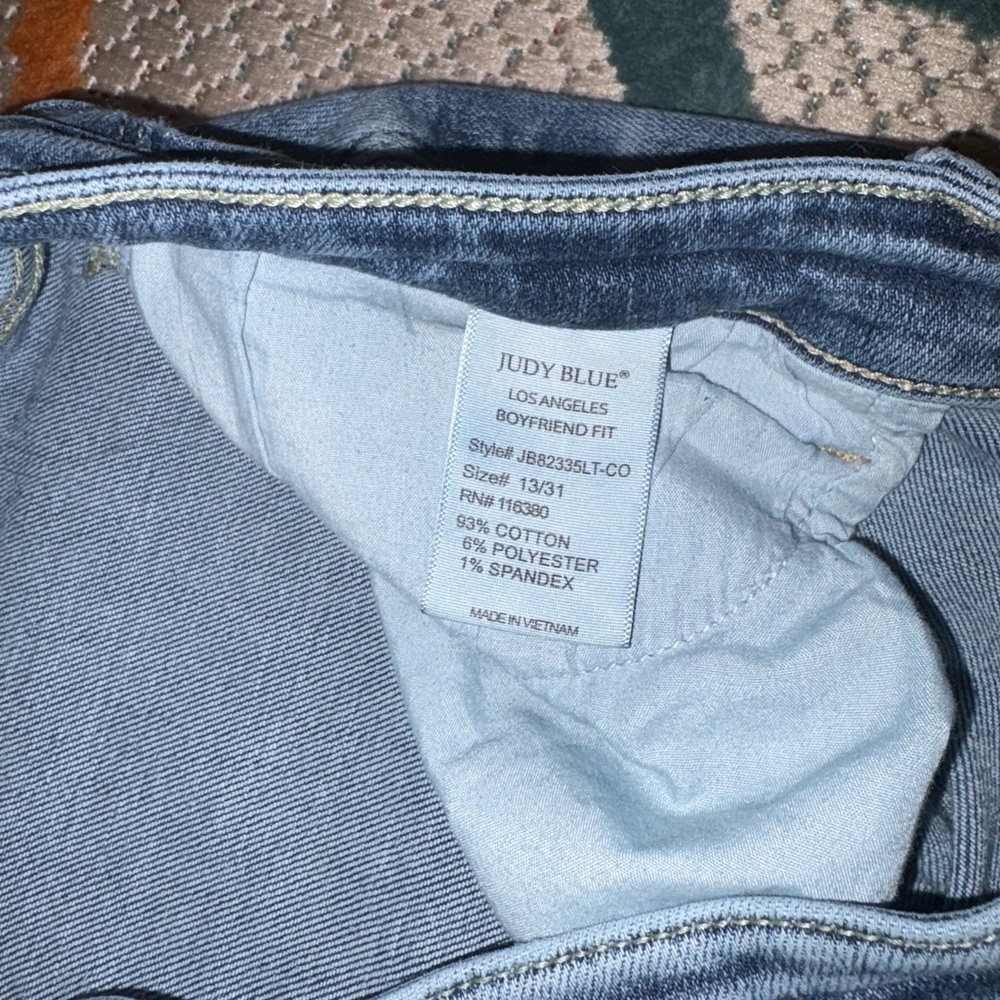 JUDY BLUE®
LOS ANGELES
BOYFRIEND FIT
Style# JB82335LT-CO
Size# 13/31
RN# 116380
93% COTTON
6% POLYESTER
1% SPANDEX
MADE IN VIETNAM